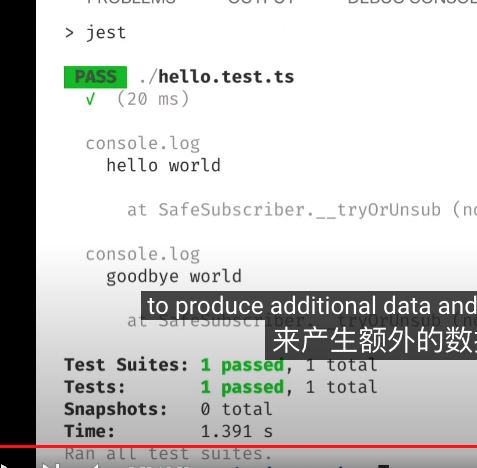 PROBLEMS OUTPUT DEBUG CONSOL
> jest
PASS ./hello.test.ts
√ (20 ms)
console.log
hello world
at SafeSubscriber.__tryOrUnsub (no
console.log
goodbye world
to produce additional data and
at SafeSubscriber.__tryOrUnsub (no
来产生额外的数
Test Suites: 1 passed, 1 total
Tests: 1 passed, 1 total
Snapshots: 0 total
Time: 1.391 s
Ran all test suites.